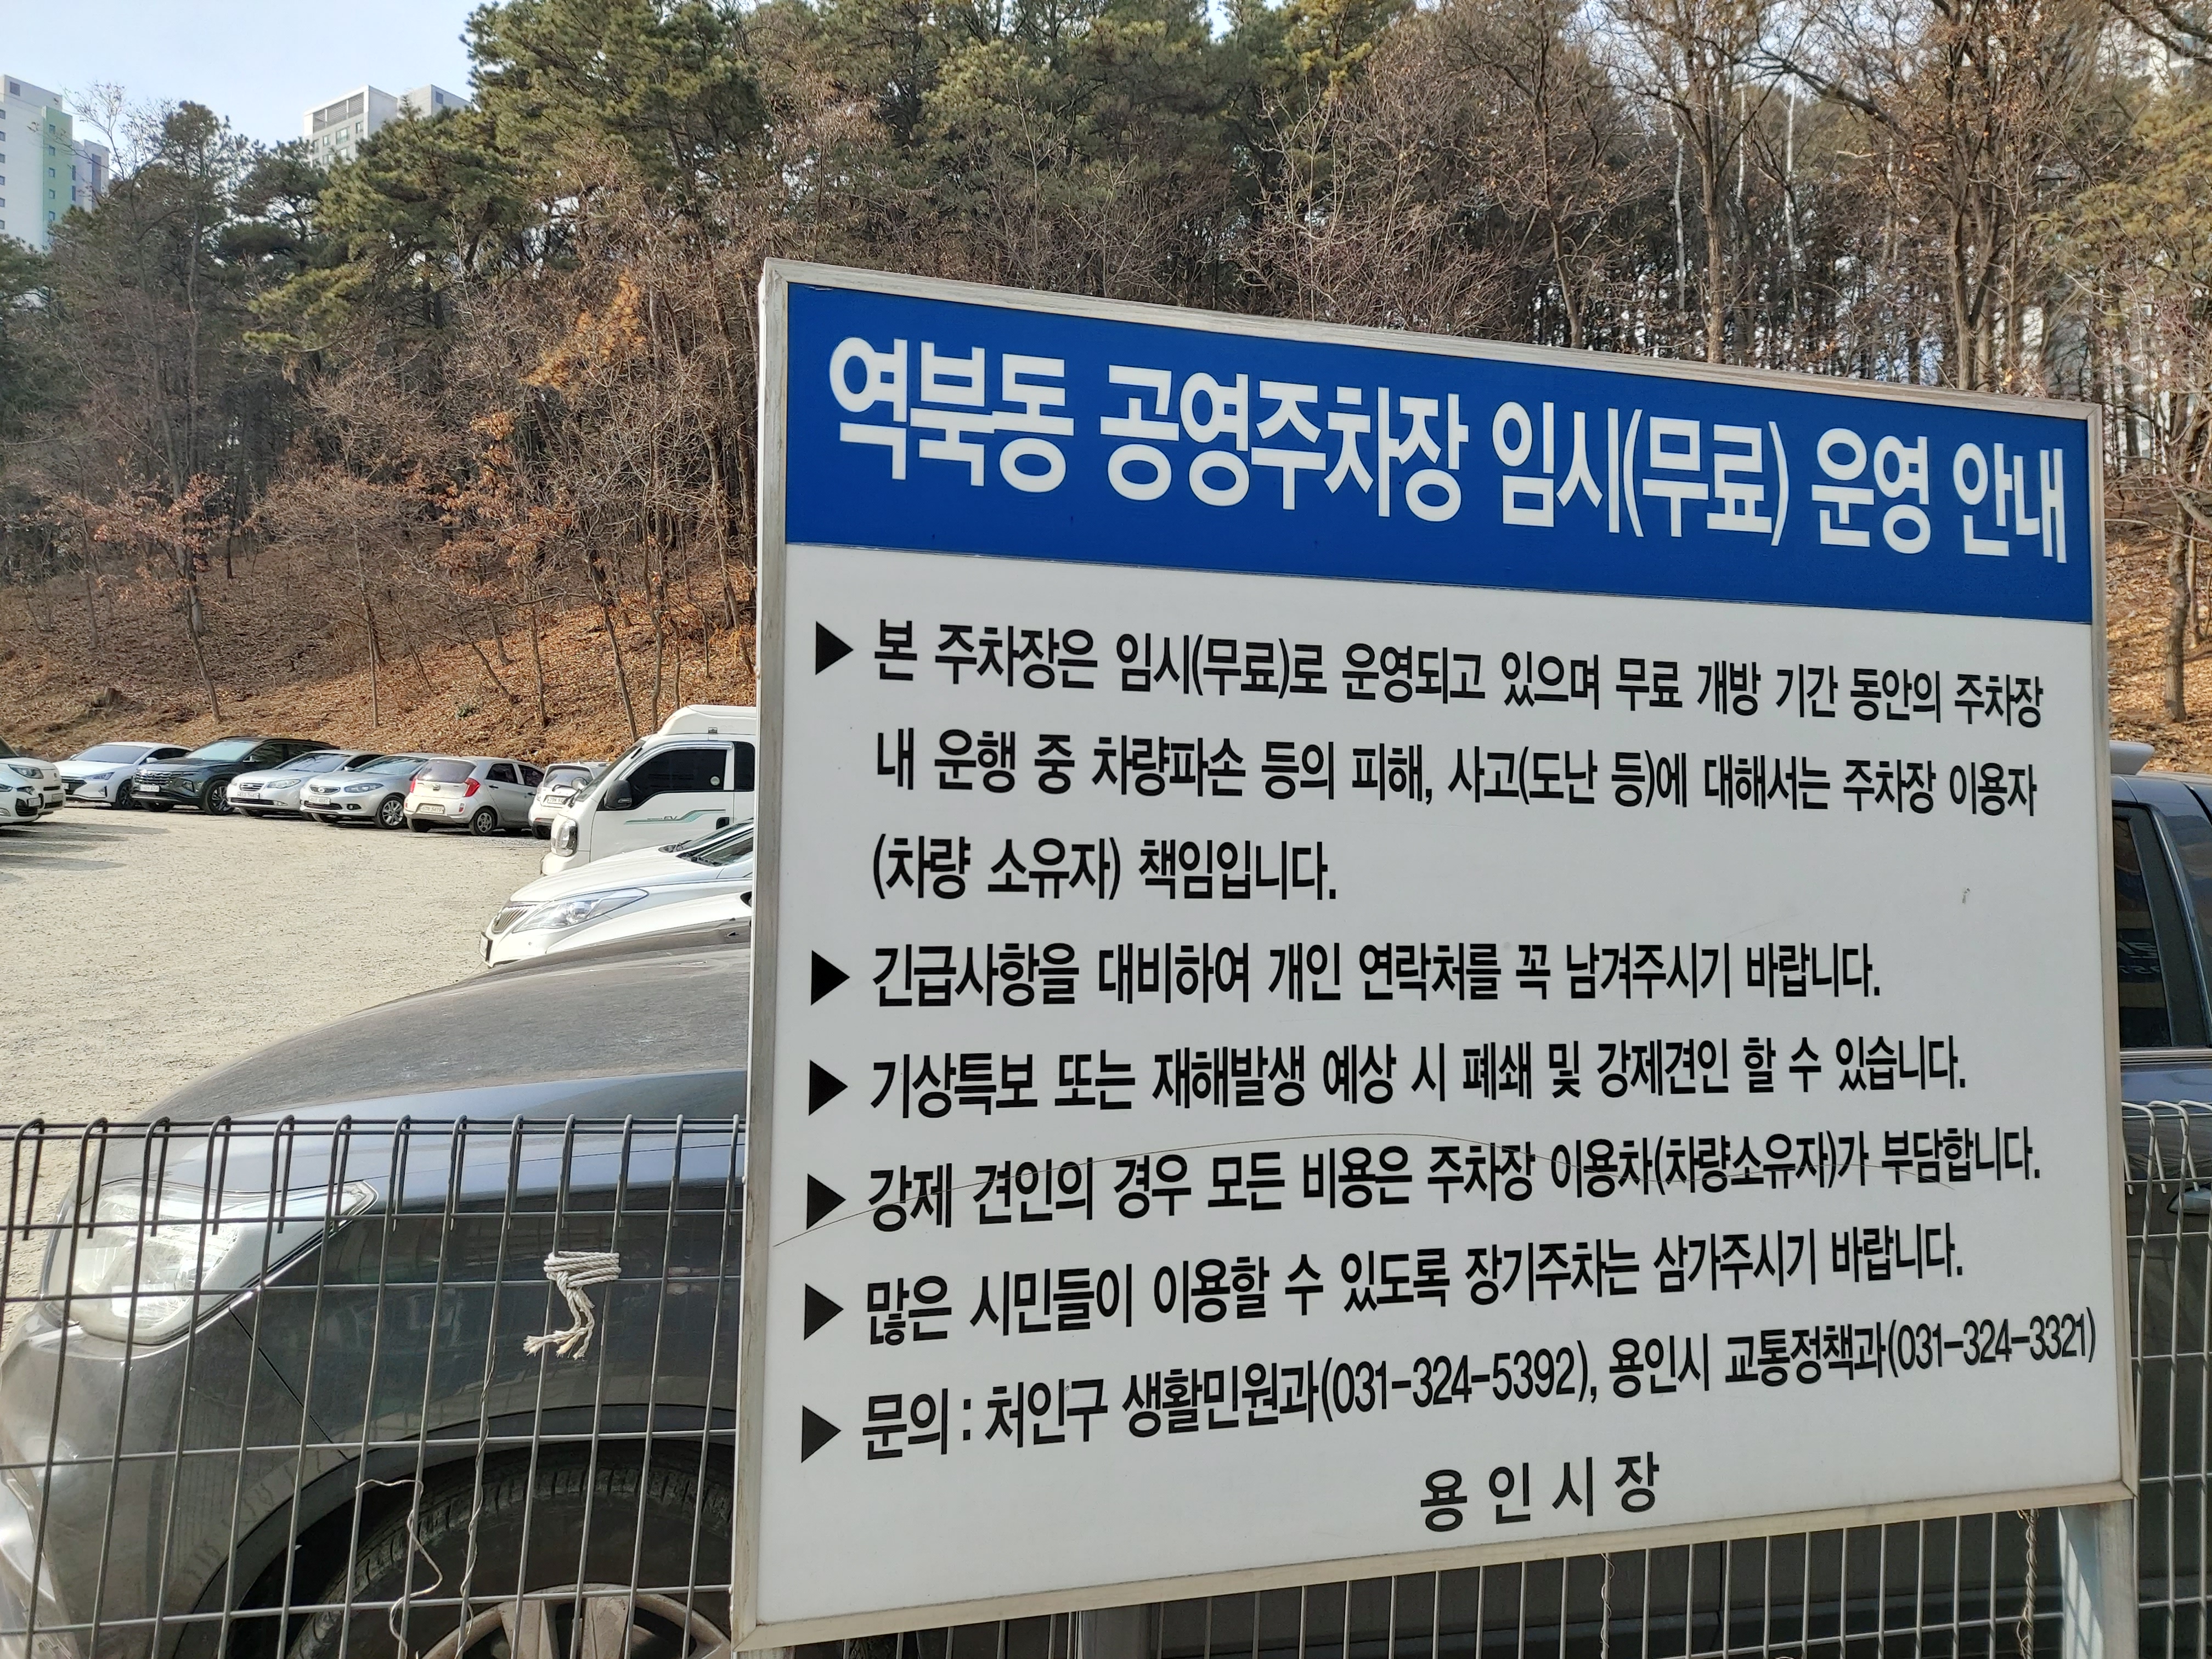 역북동 공영주차장 임시(무료) 운영 안내
▶ 본 주차장은 임시(무료)로 운영되고 있으며 무료 개방 기간 동안의 주차장
내 운행 중 차량파손 등의 피해, 사고(도난 등)에 대해서는 주차장 이용자
(차량 소유자) 책임입니다.
▶ 긴급사항을 대비하여 개인 연락처를 꼭 남겨주시기 바랍니다.
▶ 기상특보 또는 재해발생 예상 시 폐쇄 및 강제견인 할 수 있습니다.
▶ 강제 견인의 경우 모든 비용은 주차장 이용차(차량소유자)가 부담합니다.
▶ 많은 시민들이 이용할 수 있도록 장기주차는 삼가주시기 바랍니다.
▶ 문의 : 처인구 생활민원과(031-324-5392), 용인시 교통정책과(031-324-3321)
용 인 시 장